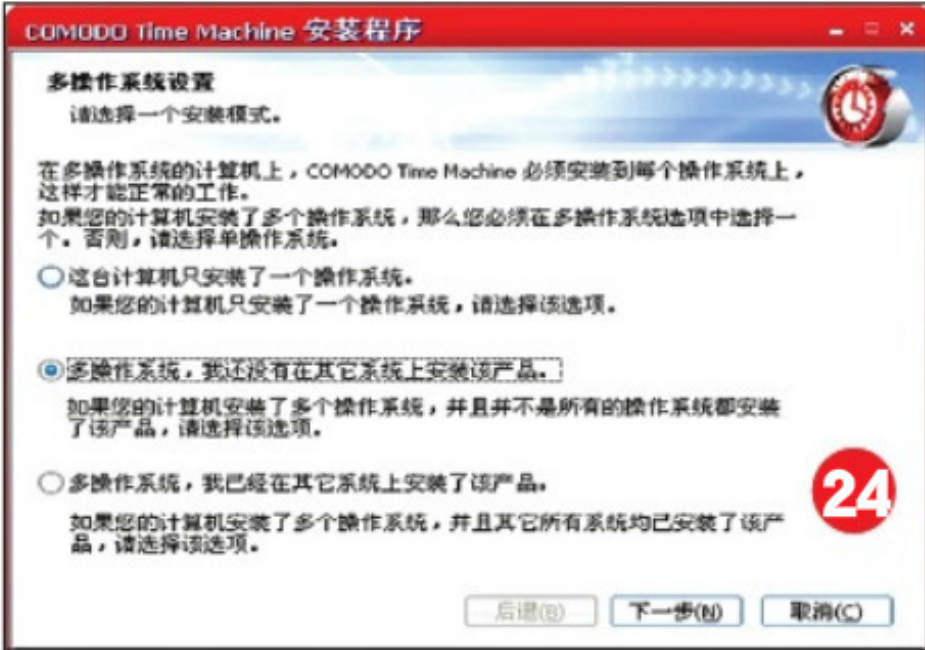 COMODO Time Machine 安装程序
多操作系统设置
请选择一个安装模式。
在多操作系统的计算机上，COMODO Time Machine 必须安装到每个操作系统上，
这样才能正常的工作。
如果您的计算机安装了多个操作系统，那么您必须在多操作系统选项中选择一
个。否则，请选择单操作系统。
这台计算机只安装了一个操作系统。
如果您的计算机只安装了一个操作系统，请选择该选项。
多操作系统，我还没有在其它系统上安装该产品。
如果您的计算机安装了多个操作系统，并且并不是所有的操作系统都安装
了该产品，请选择该选项。
多操作系统，我已经在其它系统上安装了该产品。
24
如果您的计算机安装了多个操作系统，并且其它所有系统均已安装了该产
品，请选择该选项。
后退(B) 下一步(N) 取消(C)